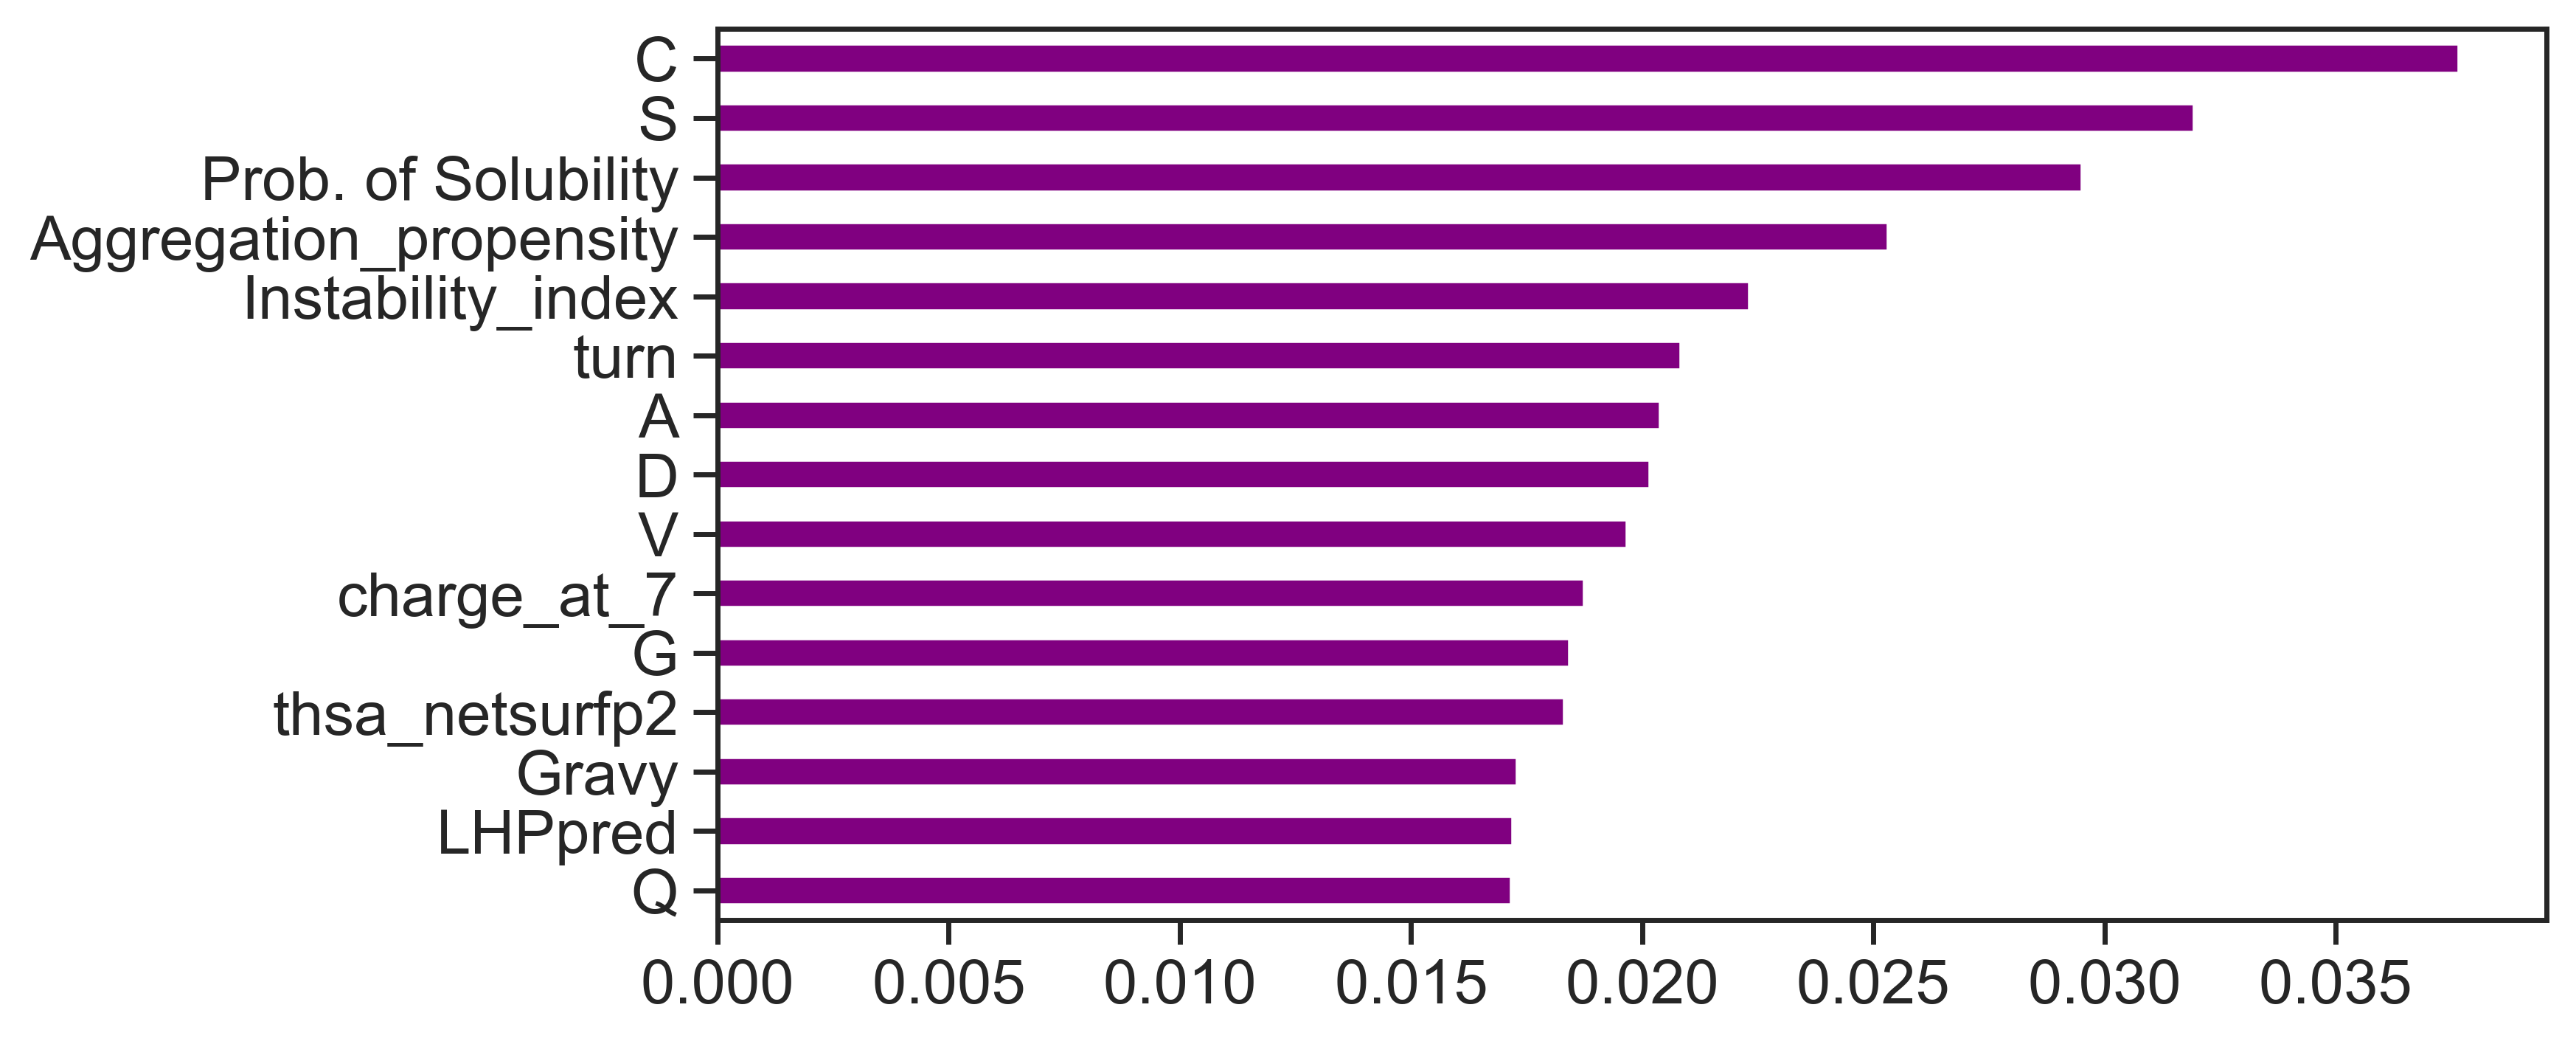 C
S
Prob. of Solubility
Aggregation_propensity
Instability_index
turn
A
D
V
charge_at_7
G
thsa_netsurfp2
Gravy
LHPpred
Q
0.000 0.005 0.010 0.015 0.020 0.025 0.030 0.035